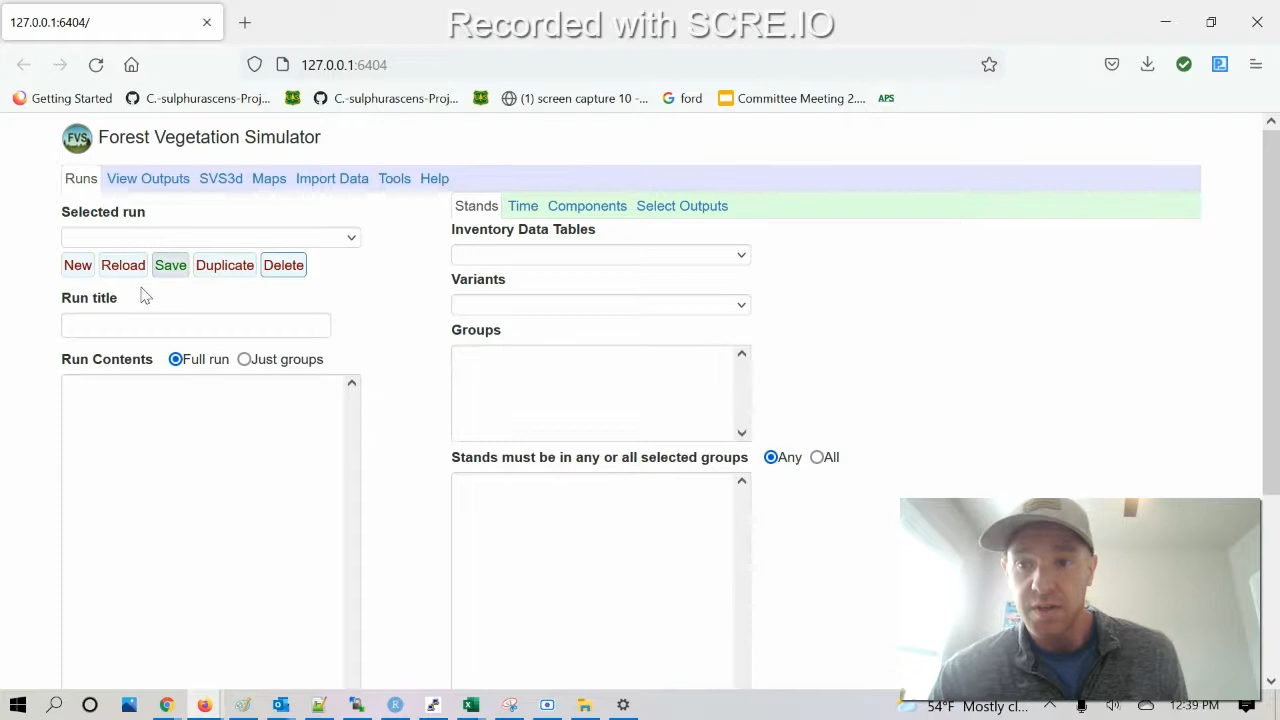 127.0.0.1:6404/
Recorded with SCRE.IO
127.0.0.1:6404
Getting Started
C.-sulphurascens-Proj...
C.-sulphurascens-Proj...
(1) screen capture 10 -...
ford
Committee Meeting 2....
APS
FVS
Forest Vegetation Simulator
Runs View Outputs SVS3d Maps Import Data Tools Help
Selected run
New Reload Save Duplicate Delete
Run title
Run Contents Full run Just groups
Stands Time Components Select Outputs
Inventory Data Tables
Variants
Groups
Stands must be in any or all selected groups Any All
54°F Mostly cl...
12:39 PM